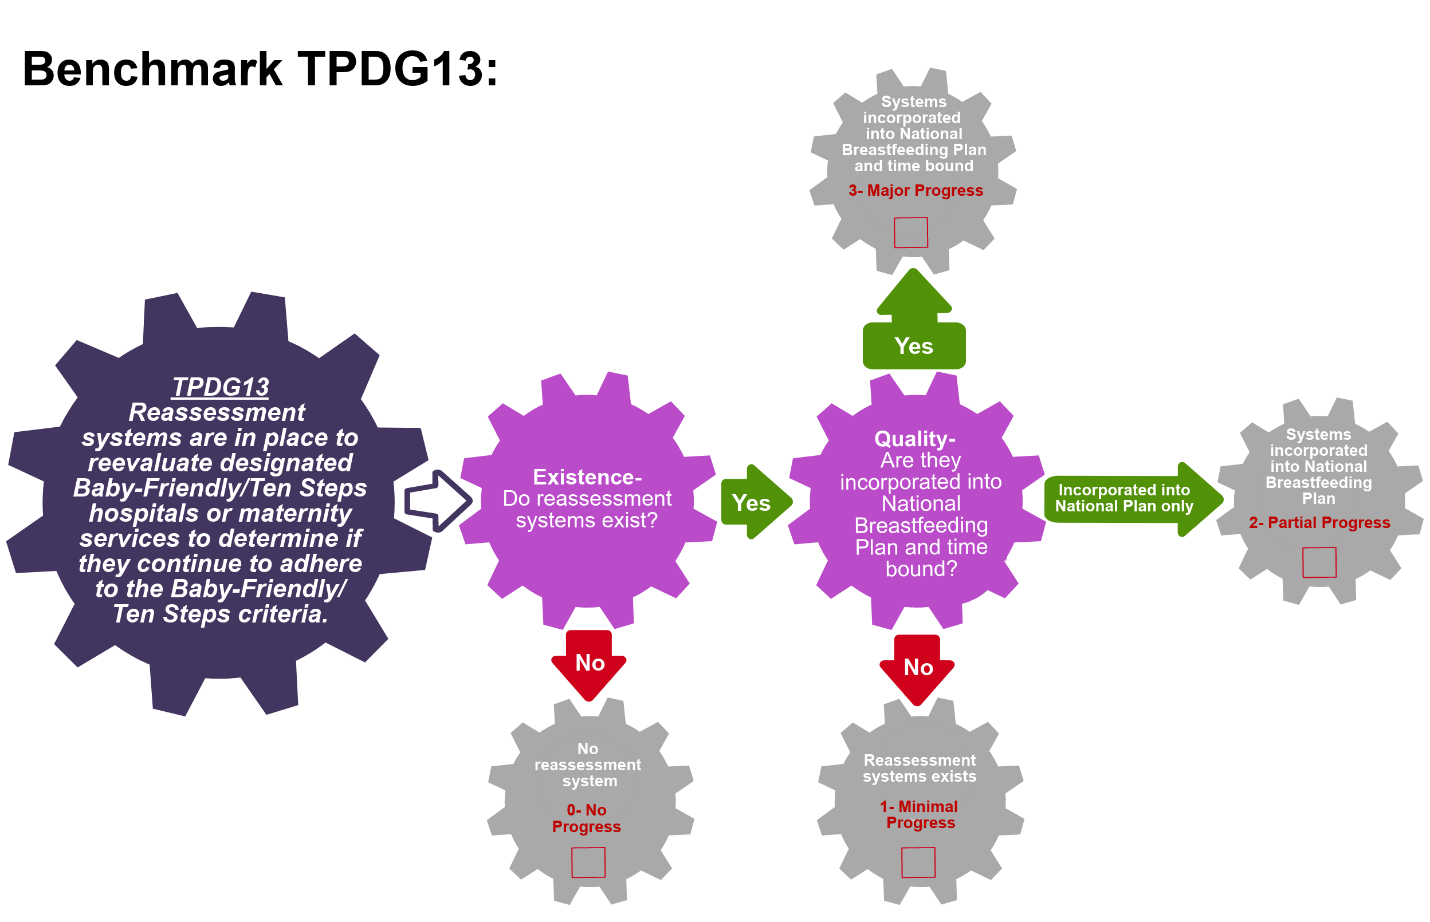 Benchmark TPDG13:
Systems
incorporated
into National
Breastfeeding Plan
and time bound
3- Major Progress
Yes
TPDG13
Reassessment
systems are in place to
reevaluate designated
Baby-Friendly/Ten Steps
hospitals or maternity
services to determine if
they continue to adhere
to the Baby-Friendly/
Ten Steps criteria.
Existence-
Do reassessment
systems exist?
Yes
Quality-
Are they
incorporated into
National
Breastfeeding
Plan and time
bound?
Incorporated into
National Plan only
Systems
incorporated
into National
Breastfeeding
Plan
2- Partial Progress
No
No
reassessment
system
0- No
Progress
No
Reassessment
systems exists
1- Minimal
Progress